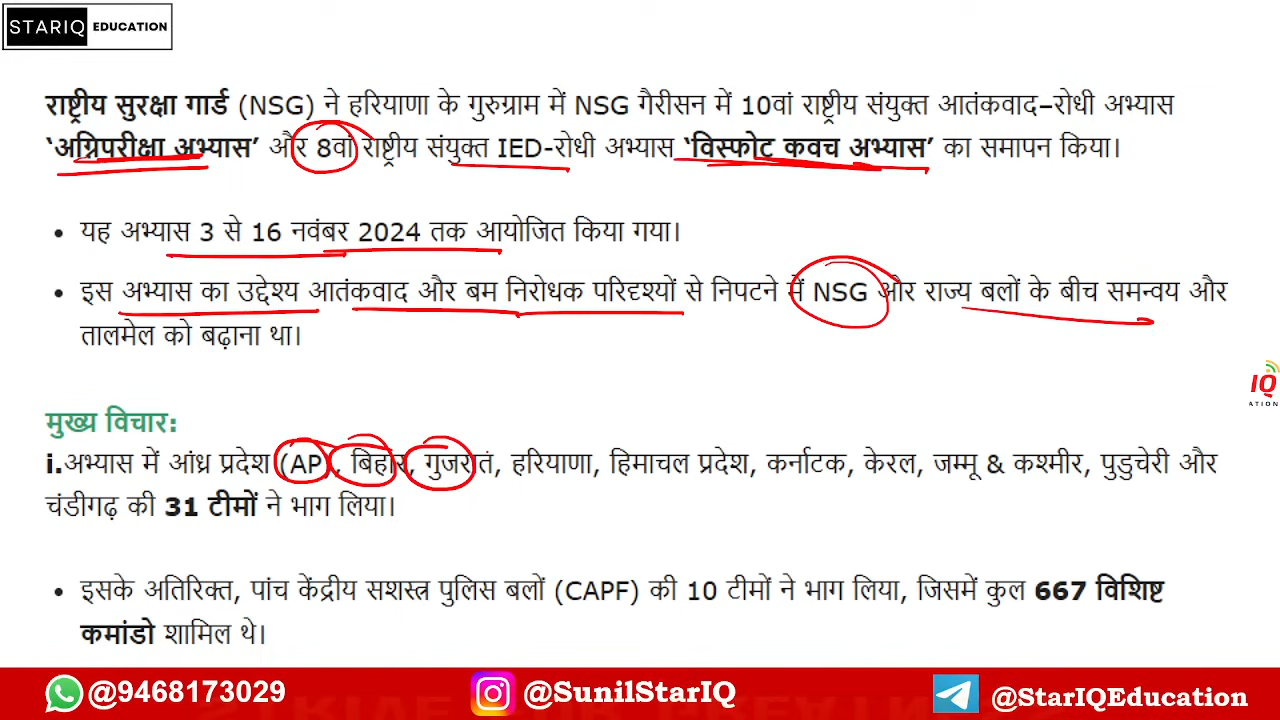 STARIQ EDUCATION
राष्ट्रीय सुरक्षा गार्ड (NSG) ने हरियाणा के गुरुग्राम में NSG गैरीसन में 10वां राष्ट्रीय संयुक्त आतंकवाद–रोधी अभ्यास
‘अग्निपरीक्षा अभ्यास’ और 8वां राष्ट्रीय संयुक्त IED-रोधी अभ्यास ‘विस्फोट कवच अभ्यास’ का समापन किया।
• यह अभ्यास 3 से 16 नवंबर 2024 तक आयोजित किया गया।
• इस अभ्यास का उद्देश्य आतंकवाद और बम निरोधक परिदृश्यों से निपटने में NSG और राज्य बलों के बीच समन्वय और
तालमेल को बढ़ाना था।
IQ
ATION
मुख्य विचार:
i.अभ्यास में आंध्र प्रदेश (AP), बिहार, गुजरात, हरियाणा, हिमाचल प्रदेश, कर्नाटक, केरल, जम्मू & कश्मीर, पुडुचेरी और
चंडीगढ़ की 31 टीमों ने भाग लिया।
• इसके अतिरिक्त, पांच केंद्रीय सशस्त्र पुलिस बलों (CAPF) की 10 टीमों ने भाग लिया, जिसमें कुल 667 विशिष्ट
कमांडो शामिल थे।
@9468173029 @SunilStarIQ @StarIQEducation